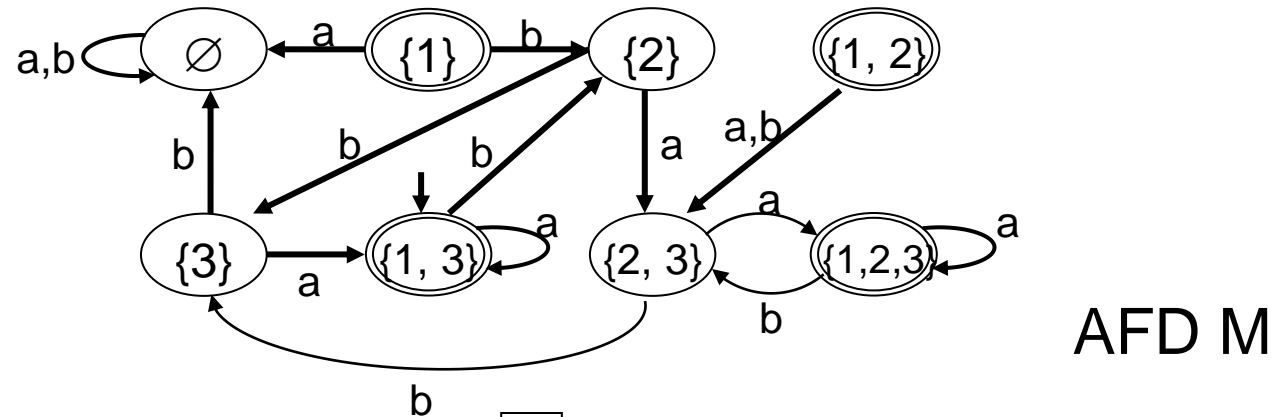 a b
a,b ∅ {1} {2} {1, 2}
b b b a a,b
a a a
{3} {1, 3} {2, 3} {1,2,3}
a b
AFD M
b